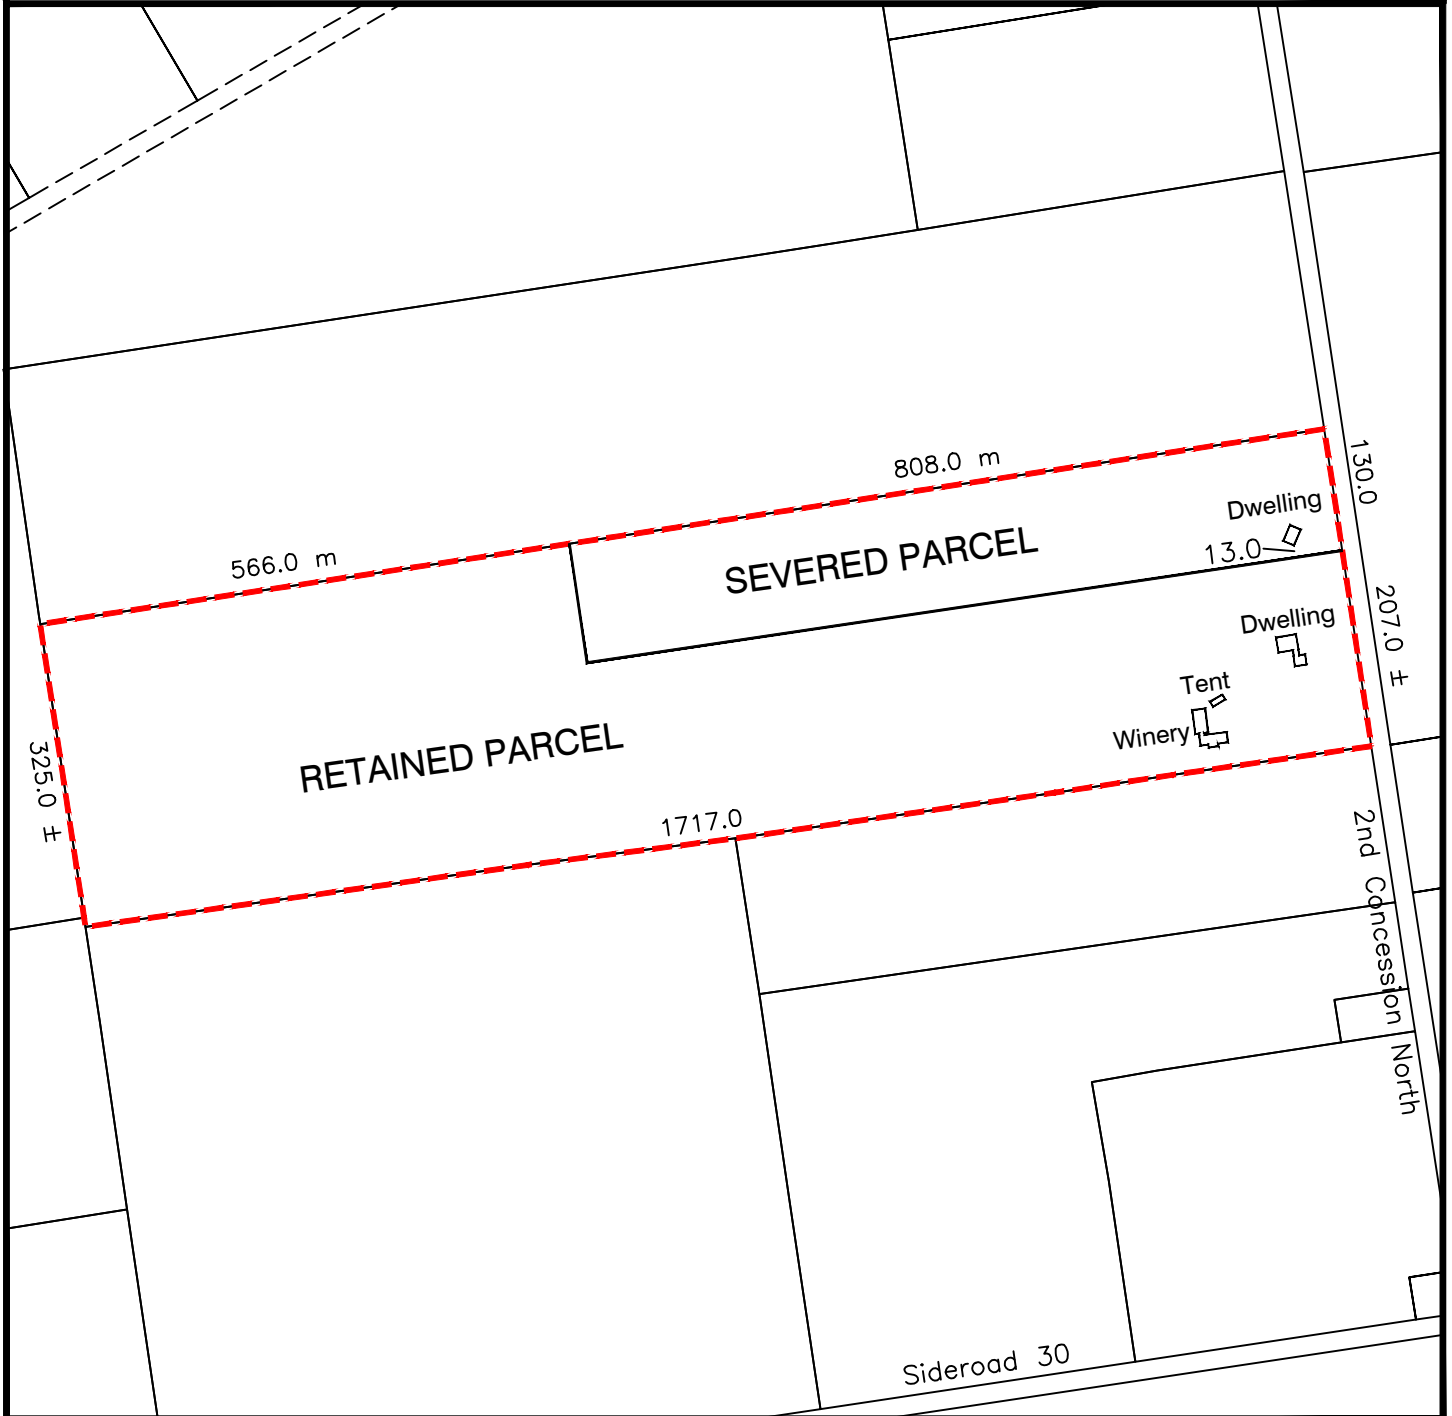 808.0 m
130.0
566.0 m
Dwelling
SEVERED PARCEL
13.0
207.0 ±
Dwelling
Tent
Winery
RETAINED PARCEL
325.0 ±
1717.0
2nd Concession North
Sideroad 30